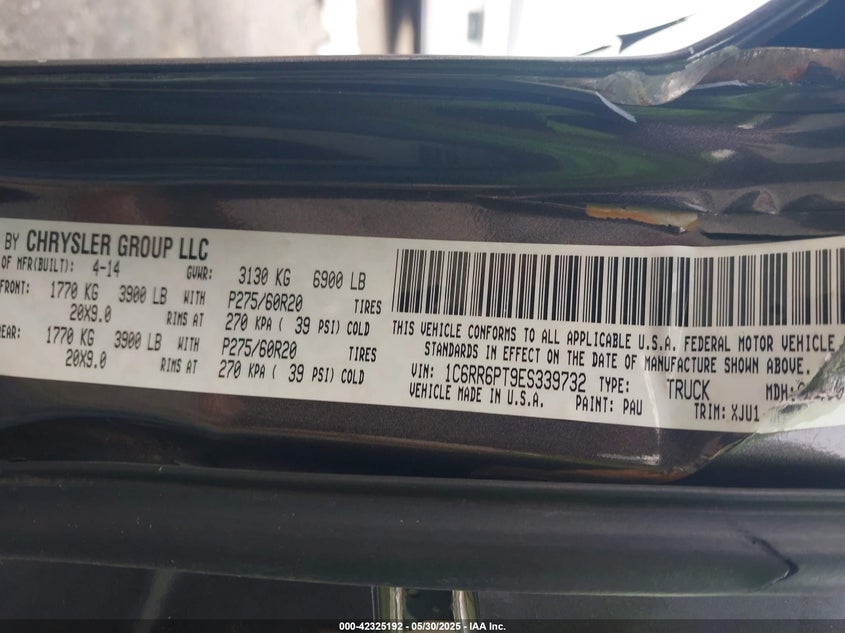 BY CHRYSLER GROUP LLC
OF MFR(BUILT): 4-14 GVWR: 3130 KG 6900 LB
FRONT: 1770 KG 3900 LB WITH P275/60R20 TIRES
20X9.0 RIMS AT 270 KPA ( 39 PSI) COLD
REAR: 1770 KG 3900 LB WITH P275/60R20 TIRES
20X9.0 RIMS AT 270 KPA ( 39 PSI) COLD
THIS VEHICLE CONFORMS TO ALL APPLICABLE U.S.A. FEDERAL MOTOR VEHICLE
STANDARDS IN EFFECT ON THE DATE OF MANUFACTURE SHOWN ABOVE.
VIN: 1C6RR6PT9ES339732 TYPE: TRUCK MDH:
VEHICLE MADE IN U.S.A. PAINT: PAU TRIM: XJU1
000-42325192 - 05/30/2025 - IAA Inc.